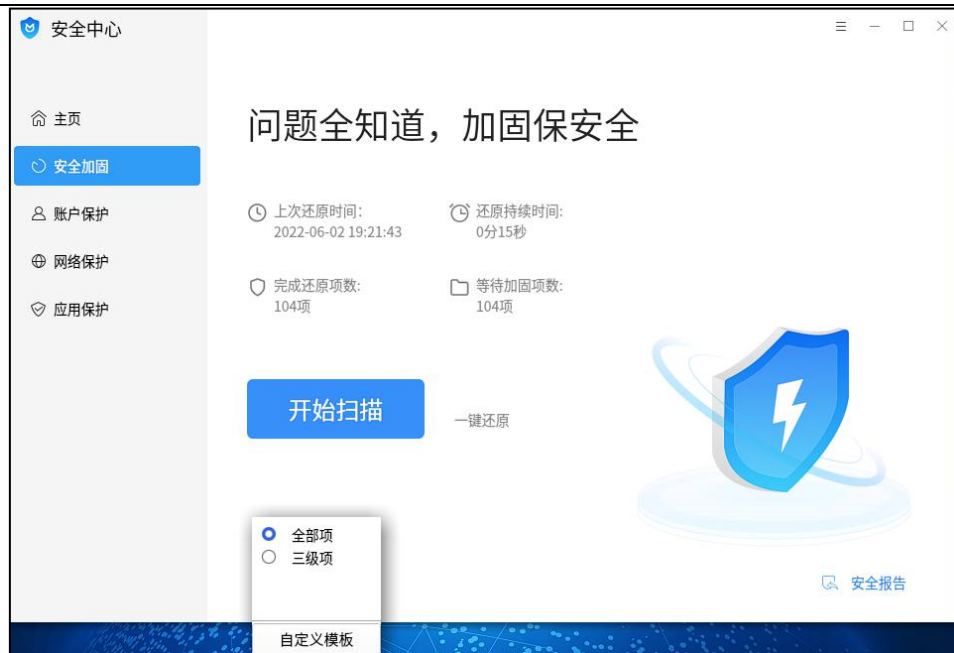 安全中心
主页
安全加固
账户保护
网络保护
应用保护
问题全知道，加固保安全
上次还原时间：
2022-06-02 19:21:43
还原持续时间:
0分15秒
完成还原项数:
104项
等待加固项数:
104项
开始扫描
一键还原
全部项
三级项
自定义模板
安全报告